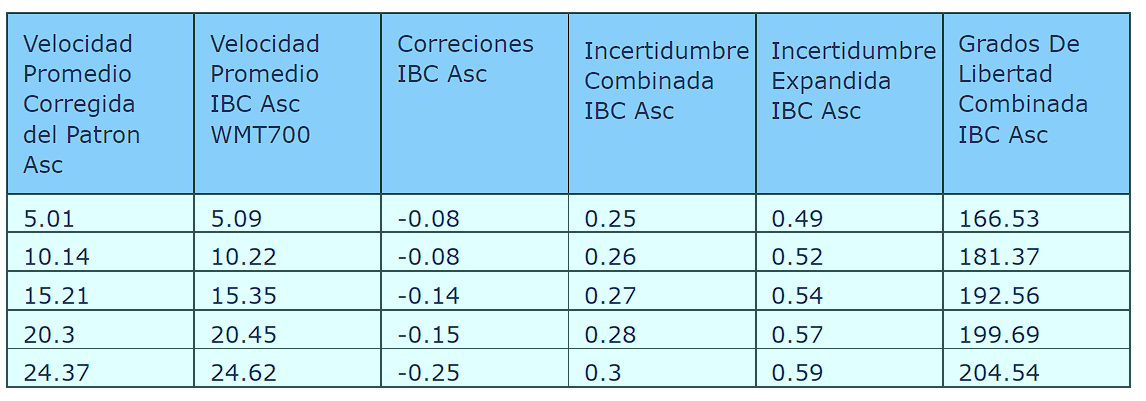 Velocidad Promedio Corregida del Patron Asc | Velocidad Promedio IBC Asc WMT700 | Correciones IBC Asc | Incertidumbre Combinada IBC Asc | Incertidumbre Expandida IBC Asc | Grados De Libertad Combinada IBC Asc
5.01 | 5.09 | -0.08 | 0.25 | 0.49 | 166.53
10.14 | 10.22 | -0.08 | 0.26 | 0.52 | 181.37
15.21 | 15.35 | -0.14 | 0.27 | 0.54 | 192.56
20.3 | 20.45 | -0.15 | 0.28 | 0.57 | 199.69
24.37 | 24.62 | -0.25 | 0.3 | 0.59 | 204.54